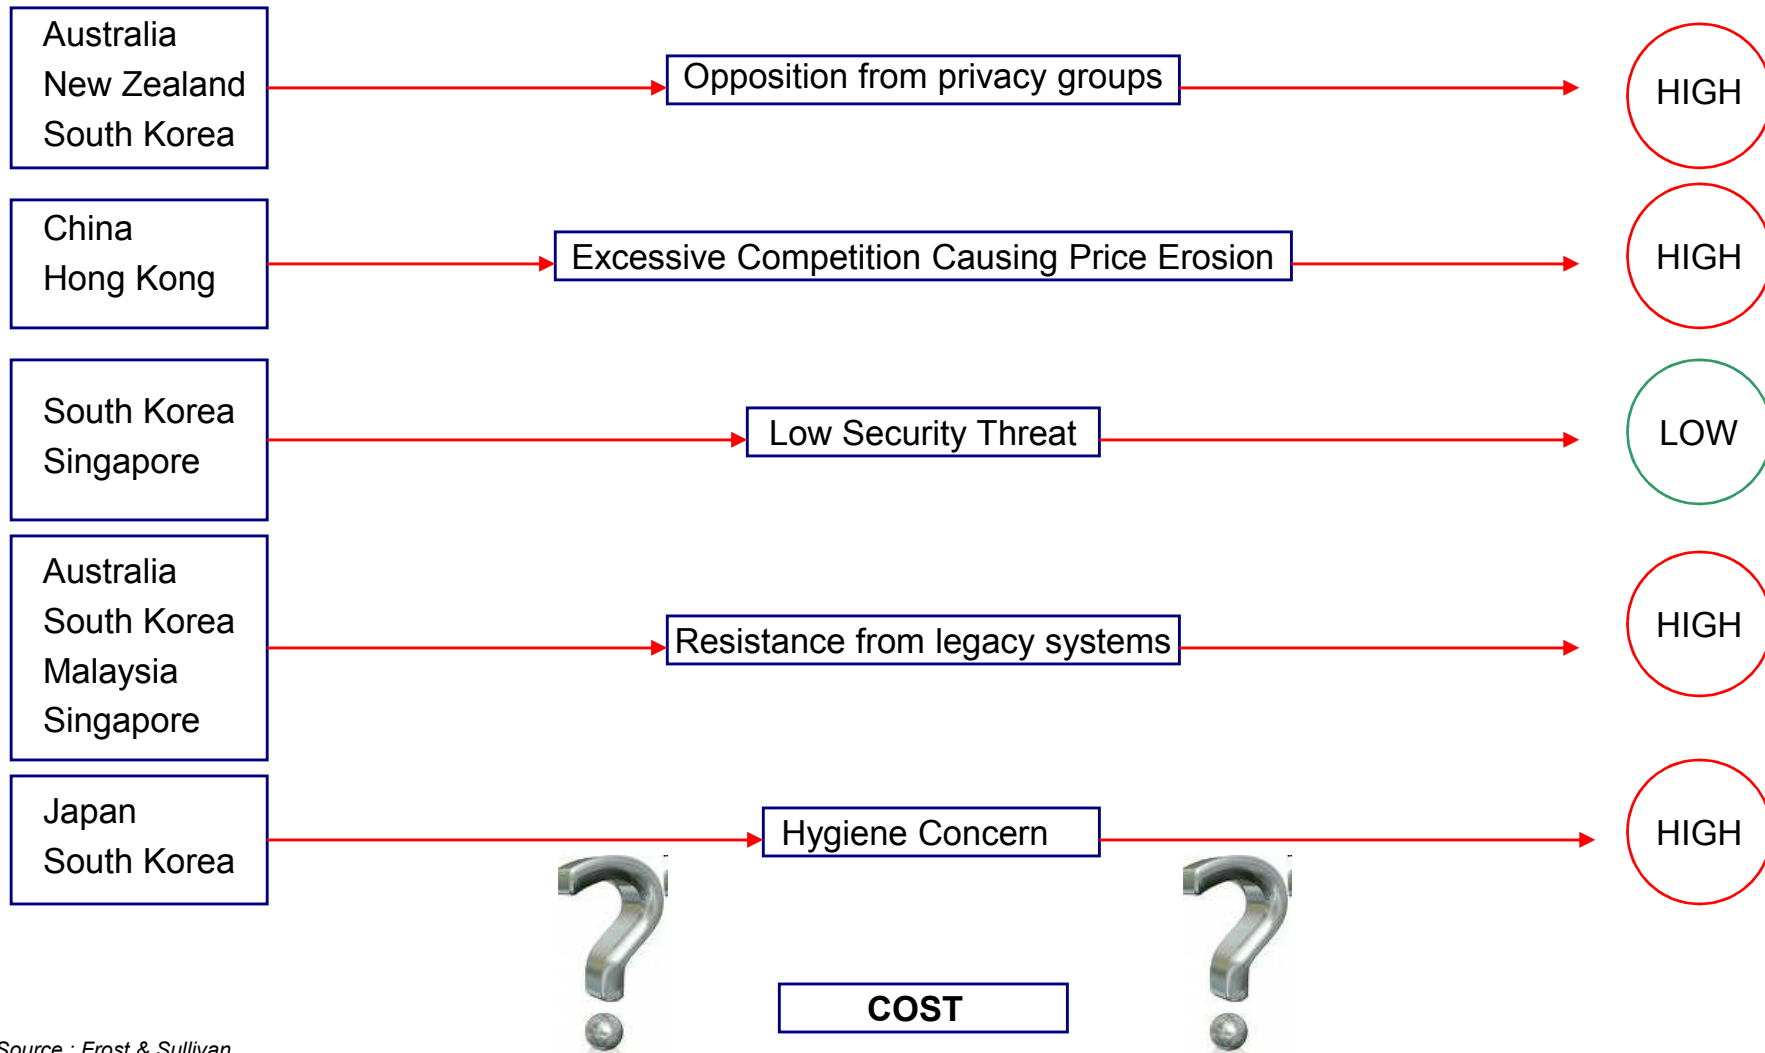 Australia
New Zealand
South Korea
Opposition from privacy groups
HIGH
China
Hong Kong
Excessive Competition Causing Price Erosion
HIGH
South Korea
Singapore
Low Security Threat
LOW
Australia
South Korea
Malaysia
Singapore
Resistance from legacy systems
HIGH
Japan
South Korea
Hygiene Concern
HIGH
COST
Source : Frost & Sullivan